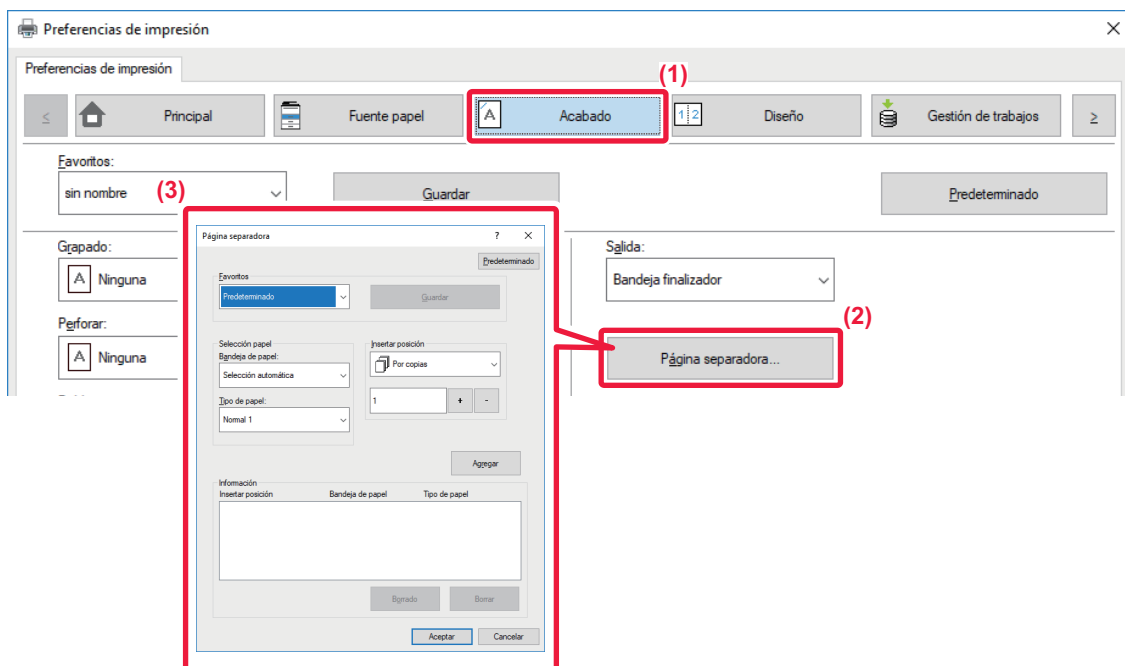 Preferencias de impresión
Preferencias de impresión
(1)
< Principal Fuente papel A Acabado 1 2 Diseño Gestión de trabajos >
Favoritos:
sin nombre
(3)
Guardar
Predeterminado
Grapado:
A Ninguna
Perforar:
A Ninguna
Salida:
Bandeja finalizador
(2)
Página separadora...
Página separadora ? ×
Predeterminado
Favoritos
Predeterminado
Guardar
Selección papel
Bandeja de papel:
Selección automática
Tipo de papel:
Normal 1
Insertar posición
Por copias
1 + -
Agregar
Información
Insertar posición Bandeja de papel Tipo de papel
Borrado Borrar
Aceptar Cancelar